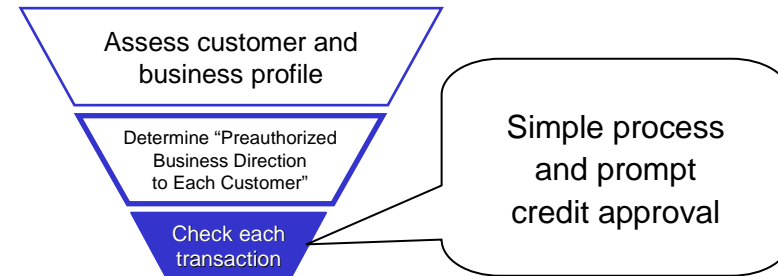 Assess customer and
business profile
Determine “Preauthorized
Business Direction
to Each Customer”
Check each
transaction
Simple process
and prompt
credit approval